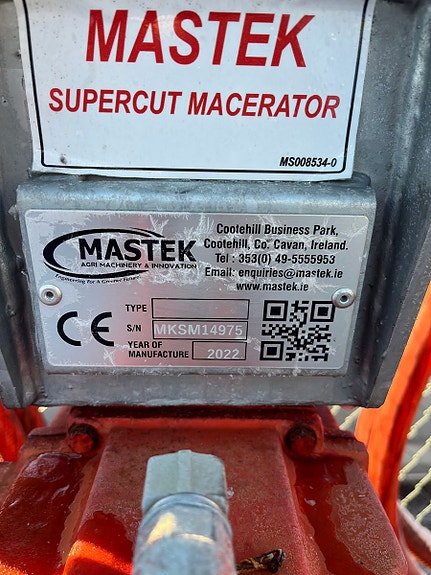 MASTEK
SUPERCUT MACERATOR
MS008534-0
MASTEK
AGRI MACHINERY & INNOVATION
Engineering For A Greener Future
Cootehill Business Park,
Cootehill, Co. Cavan, Ireland.
Tel : 353(0) 49-5555953
Email: enquiries@mastek.ie
www.mastek.ie
CE
TYPE
S/N MKSM14975
YEAR OF
MANUFACTURE 2022